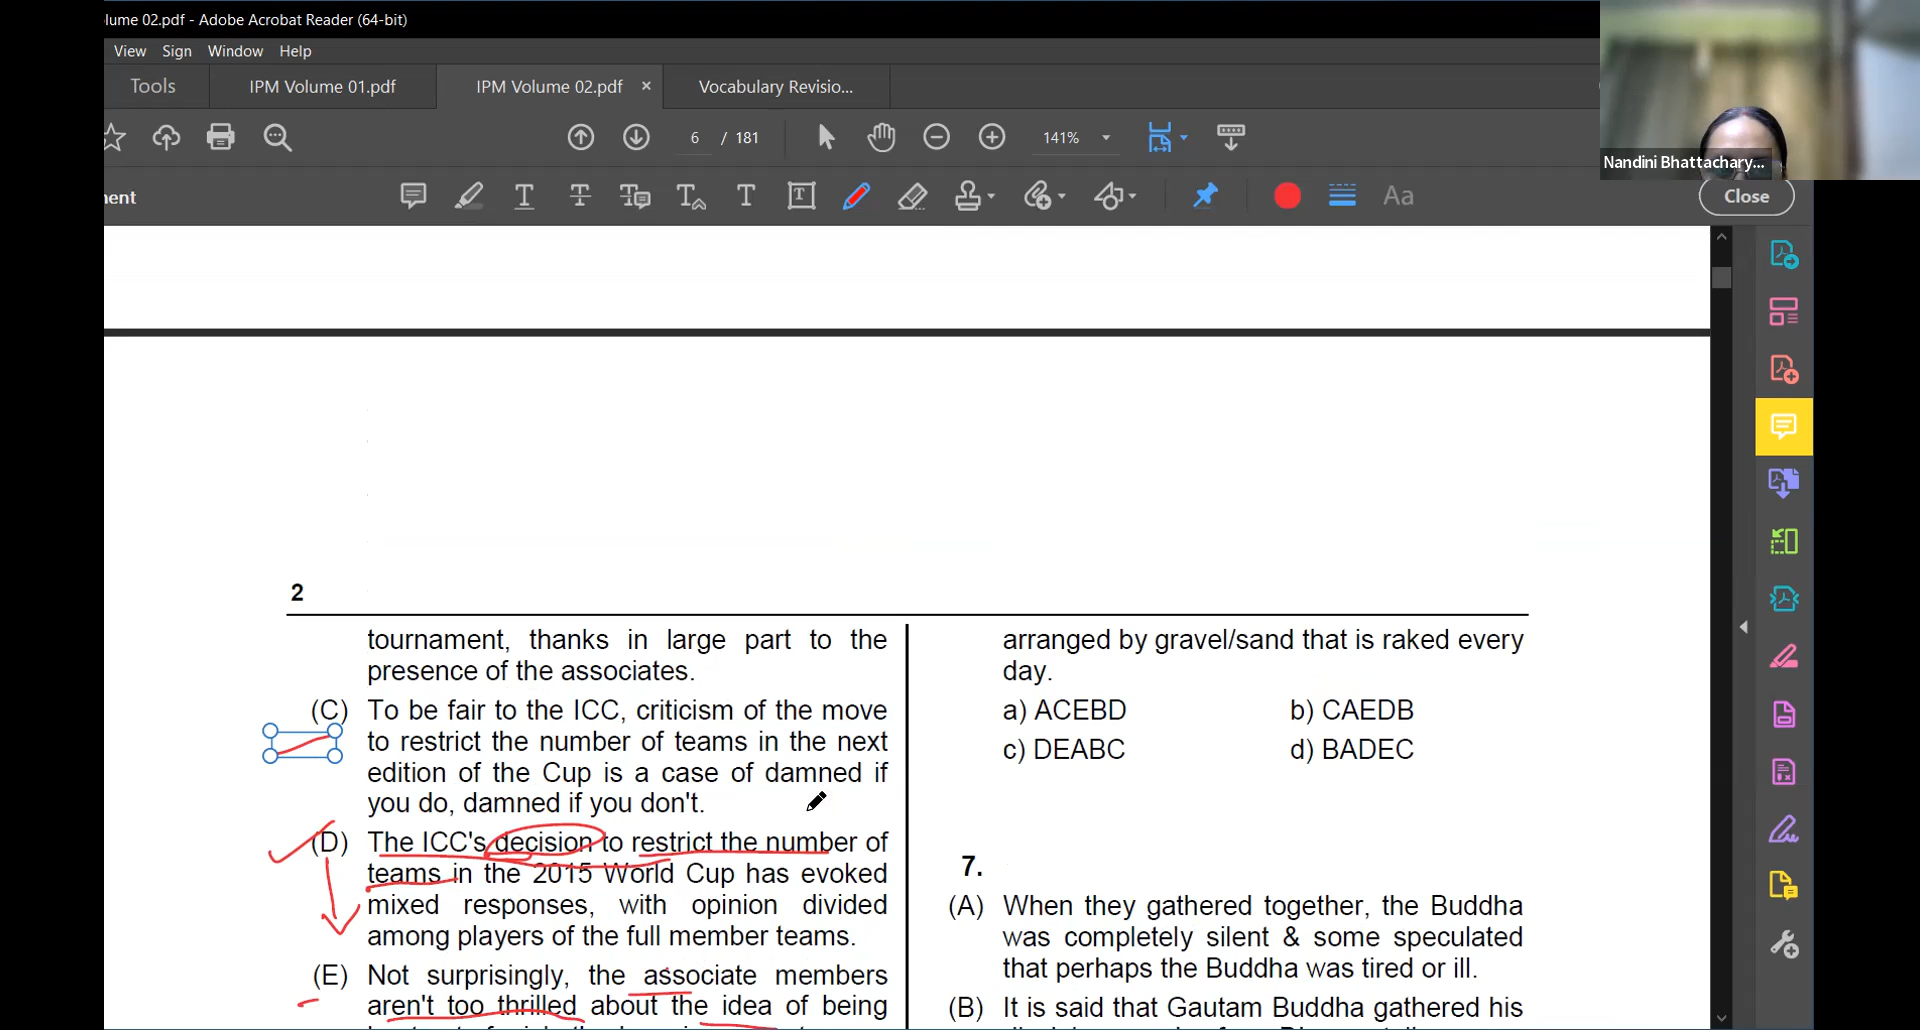 lume 02.pdf - Adobe Acrobat Reader (64-bit)
View Sign Window Help
Tools IPM Volume 01.pdf IPM Volume 02.pdf × Vocabulary Revisio...
6 / 181 141%
Nandini Bhattachary...
ent T T T T T T Aa Close
2
tournament, thanks in large part to the
presence of the associates.
(C) To be fair to the ICC, criticism of the move
to restrict the number of teams in the next
edition of the Cup is a case of damned if
you do, damned if you don't.
(D) The ICC's decision to restrict the number of
teams in the 2015 World Cup has evoked
mixed responses, with opinion divided
among players of the full member teams.
(E) Not surprisingly, the associate members
aren't too thrilled about the idea of being
arranged by gravel/sand that is raked every
day.
a) ACEBD b) CAEDB
c) DEABC d) BADEC
7.
(A) When they gathered together, the Buddha
was completely silent & some speculated
that perhaps the Buddha was tired or ill.
(B) It is said that Gautam Buddha gathered his